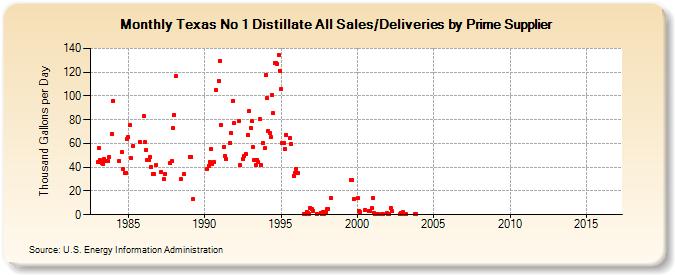 Monthly Texas No 1 Distillate All Sales/Deliveries by Prime Supplier
Thousand Gallons per Day
140
120
100
80
60
40
20
0
1985 1990 1995 2000 2005 2010 2015
Source: U.S. Energy Information Administration